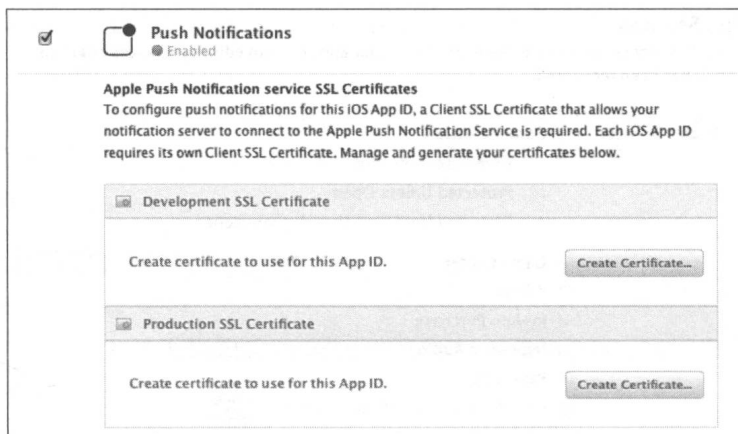 Push Notifications
Enabled
Apple Push Notification service SSL Certificates
To configure push notifications for this iOS App ID, a Client SSL Certificate that allows your
notification server to connect to the Apple Push Notification Service is required. Each iOS App ID
requires its own Client SSL Certificate. Manage and generate your certificates below.
Development SSL Certificate
Create certificate to use for this App ID.
Create Certificate...
Production SSL Certificate
Create certificate to use for this App ID.
Create Certificate...